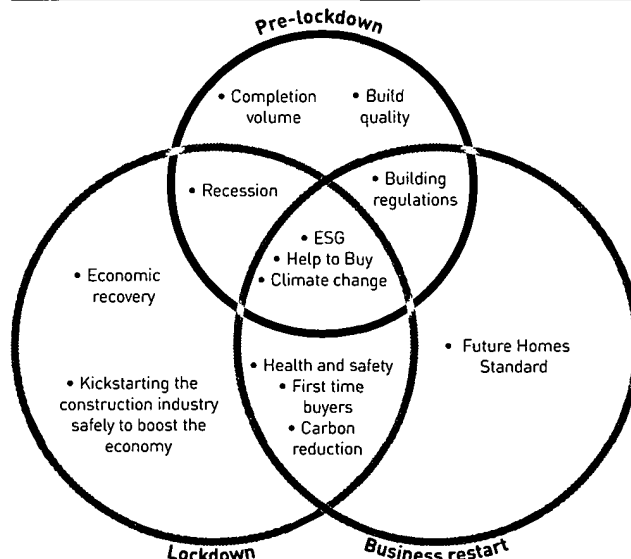 Pre-lockdown
• Completion
volume
• Build
quality
• Recession
• Building
regulations
• ESG
• Help to Buy
• Climate change
• Economic
recovery
• Kickstarting the
construction industry
safely to boost the
economy
• Health and safety
• First time
buyers
• Carbon
reduction
• Future Homes
Standard
Lockdown
Business restart